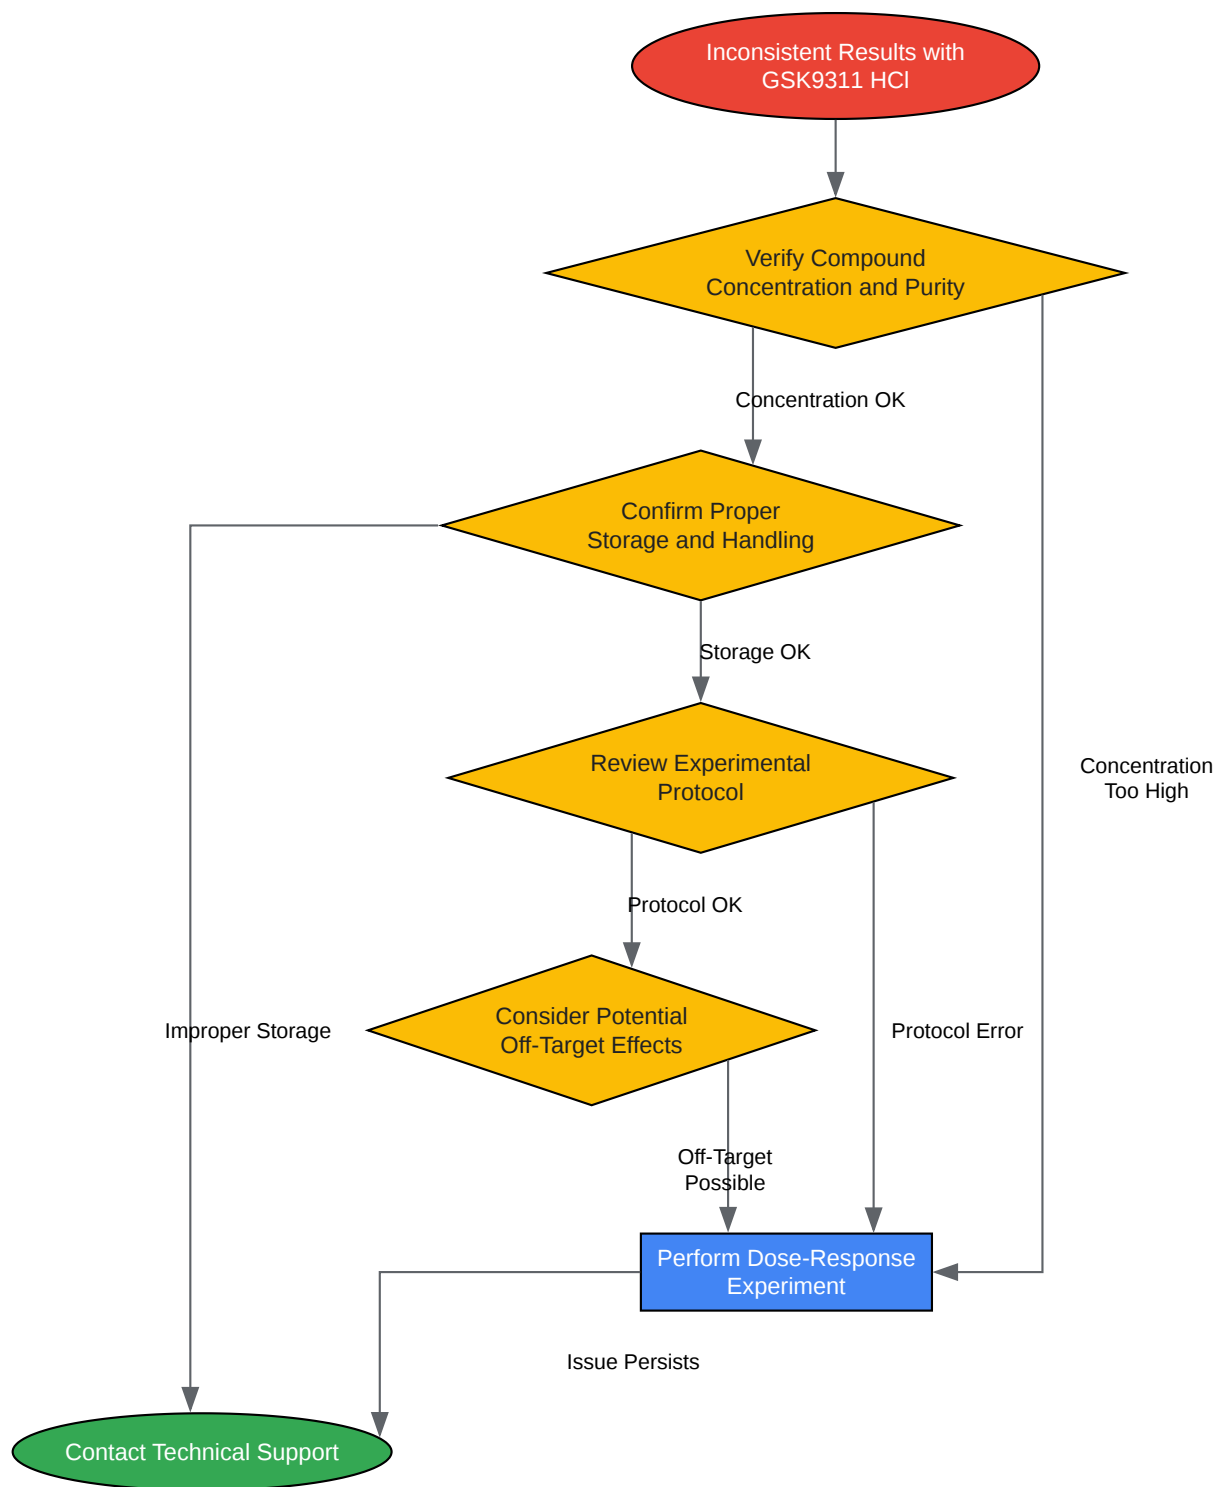 Inconsistent Results with
GSK9311 HCl
Verify Compound
Concentration and Purity
Concentration OK
Confirm Proper
Storage and Handling
Storage OK
Review Experimental
Protocol
Concentration
Too High
Protocol OK
Consider Potential
Off-Target Effects
Improper Storage
Protocol Error
Off-Target
Possible
Perform Dose-Response
Experiment
Issue Persists
Contact Technical Support